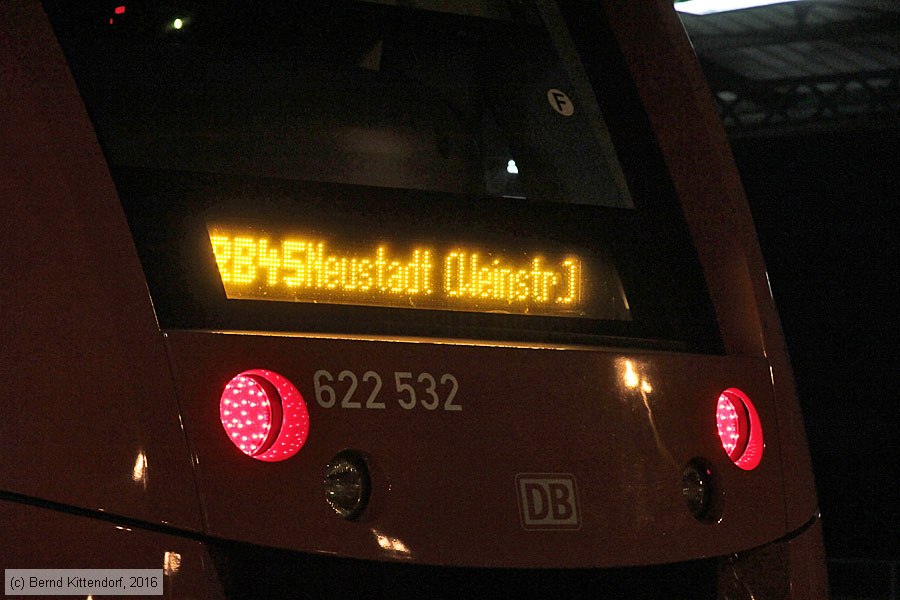 F
RB45 Neustadt (Weinstr.)
622 532
DB
(c) Bernd Kittendorf, 2016